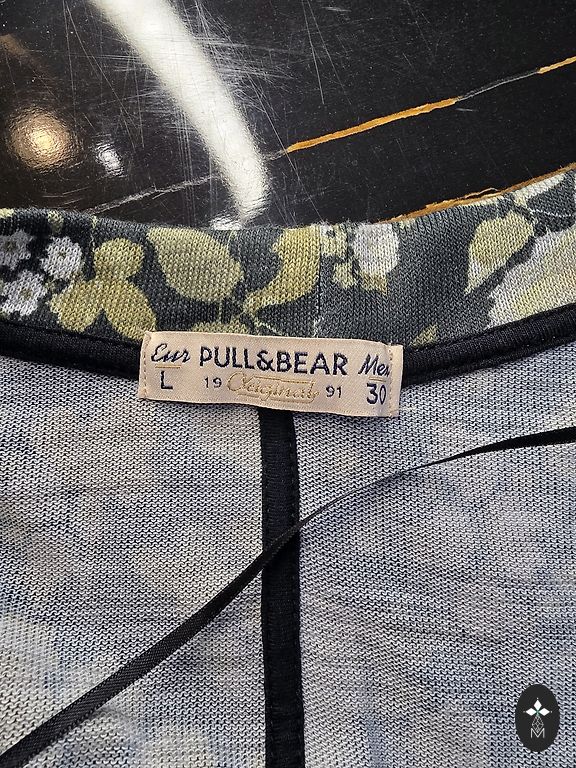 Eur PULL&BEAR Mex
L 19 Originals 91 30
M